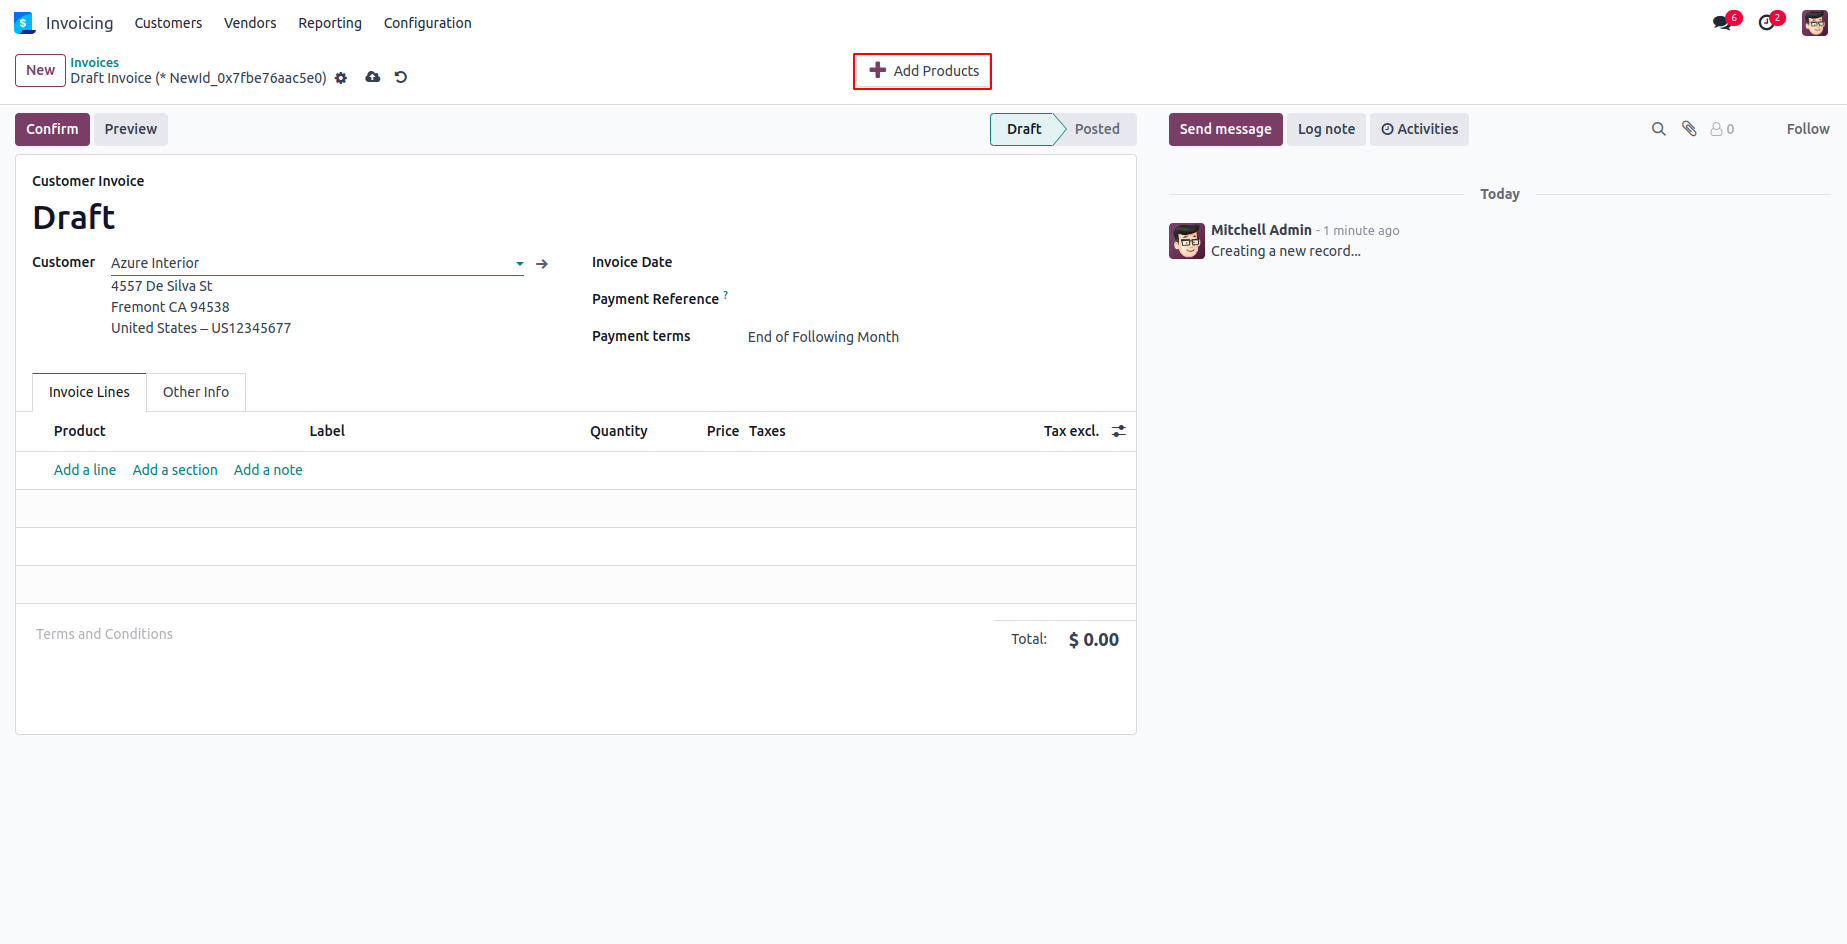 Invoicing Customers Vendors Reporting Configuration 6 2
New Invoices
Draft Invoice (* NewId_0x7fbe76aac5e0)
Add Products
Confirm Preview Draft Posted
Send message Log note Activities 0 Follow
Customer Invoice
Draft
Customer Azure Interior
4557 De Silva St
Fremont CA 94538
United States – US12345677
Invoice Date
Payment Reference ?
Payment terms End of Following Month
Invoice Lines Other Info
Product Label Quantity Price Taxes Tax excl.
Add a line Add a section Add a note
Terms and Conditions
Total: $ 0.00
Today
Mitchell Admin - 1 minute ago
Creating a new record...